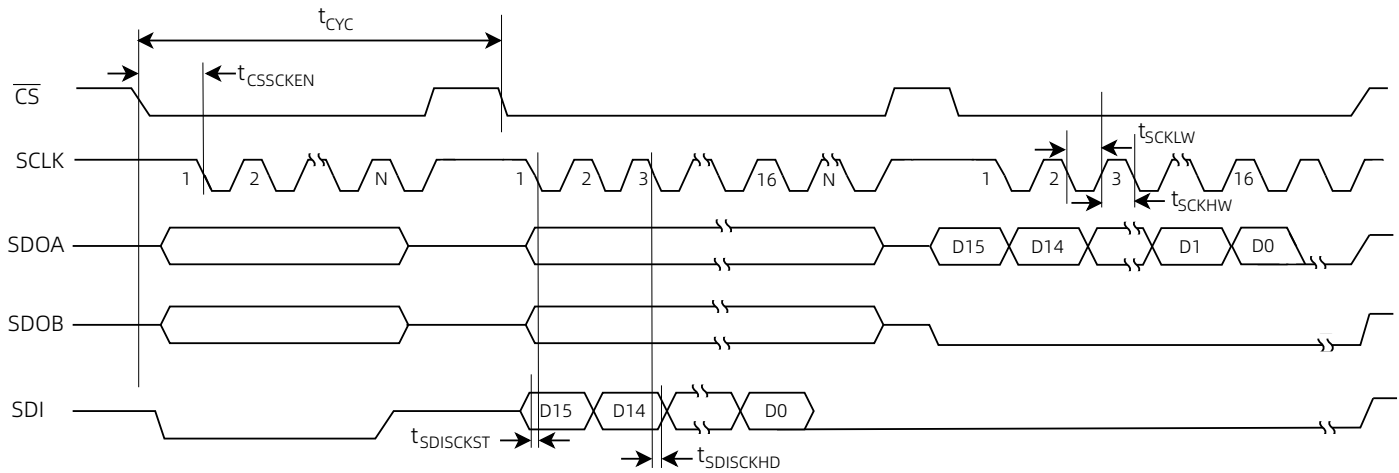 tCYC
tCSSCKEN
CS
SCLK 1 2 N 1 2 3 16 N 1 2 3 16
tSCKLW
tSCKHW
SDOA D15 D14 D1 D0
SDOB
SDI D15 D14 D0
tSDISCKST
tSDISCKHD